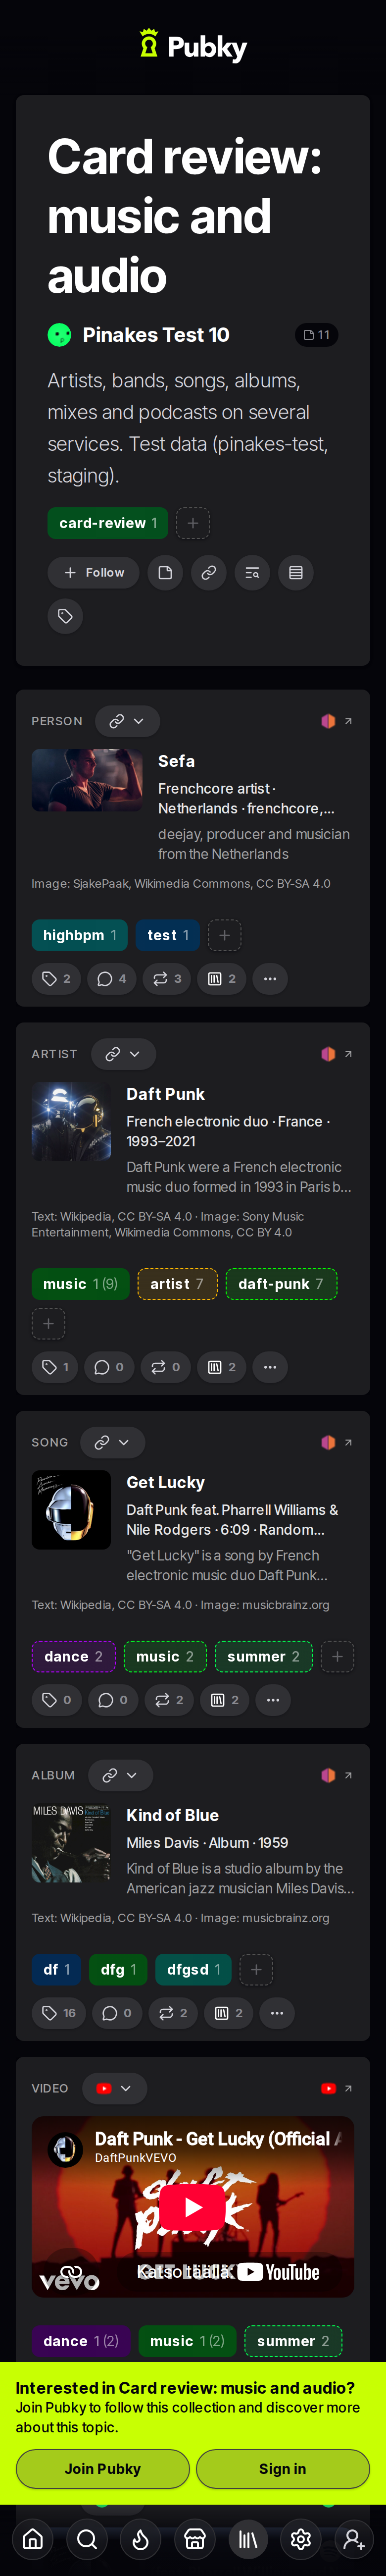 Pubky
Card review:
music and
audio
Pinakes Test 10
11
Artists, bands, songs, albums,
mixes and podcasts on several
services. Test data (pinakes-test,
staging).
card-review 1
Follow
PERSON
Sefa
Frenchcore artist ·
Netherlands · frenchcore,...
deejay, producer and musician
from the Netherlands
Image: SjakePaak, Wikimedia Commons, CC BY-SA 4.0
highbpm 1 test 1
2 4 3 2
ARTIST
Daft Punk
French electronic duo · France ·
1993–2021
Daft Punk were a French electronic
music duo formed in 1993 in Paris b...
Text: Wikipedia, CC BY-SA 4.0 · Image: Sony Music
Entertainment, Wikimedia Commons, CC BY 4.0
music 1 (9) artist 7 daft-punk 7
1 0 0 2
SONG
Get Lucky
Daft Punk feat. Pharrell Williams &
Nile Rodgers · 6:09 · Random...
"Get Lucky" is a song by French
electronic music duo Daft Punk...
Text: Wikipedia, CC BY-SA 4.0 · Image: musicbrainz.org
dance 2 music 2 summer 2
0 0 2 2
ALBUM
MILES DAVIS Kind of Blue
Kind of Blue
Miles Davis · Album · 1959
Kind of Blue is a studio album by the
American jazz musician Miles Davis...
Text: Wikipedia, CC BY-SA 4.0 · Image: musicbrainz.org
df 1 dfg 1 dfgsd 1
16 0 2 2
VIDEO
Daft Punk - Get Lucky (Official A
DaftPunkVEVO
daft punk
GET LUCKY
Katso täällä
YouTube
vevo
dance 1 (2) music 1 (2) summer 2
Interested in Card review: music and audio?
Join Pubky to follow this collection and discover more
about this topic.
Join Pubky Sign in